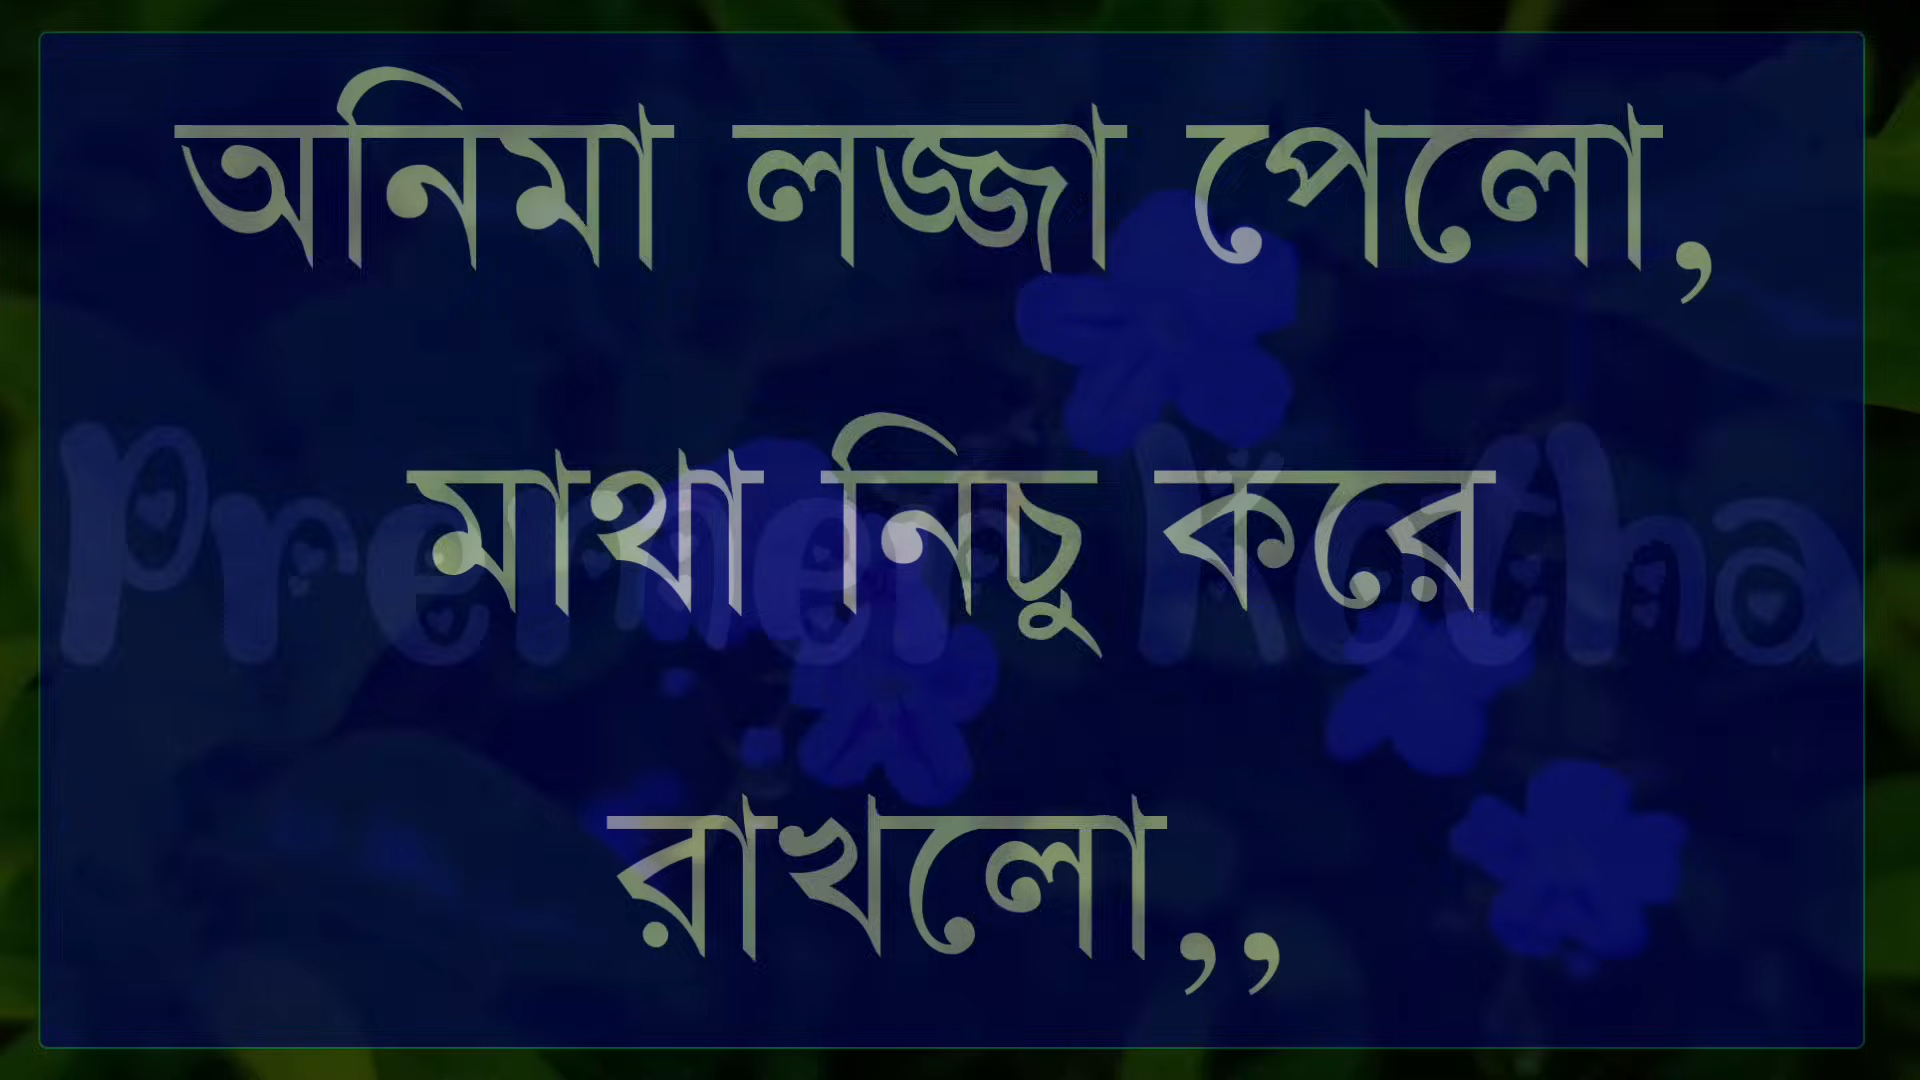 অনিমা লজ্জা পেলো,
মাথা নিচু করে
রাখলো,,
Premer Kotha